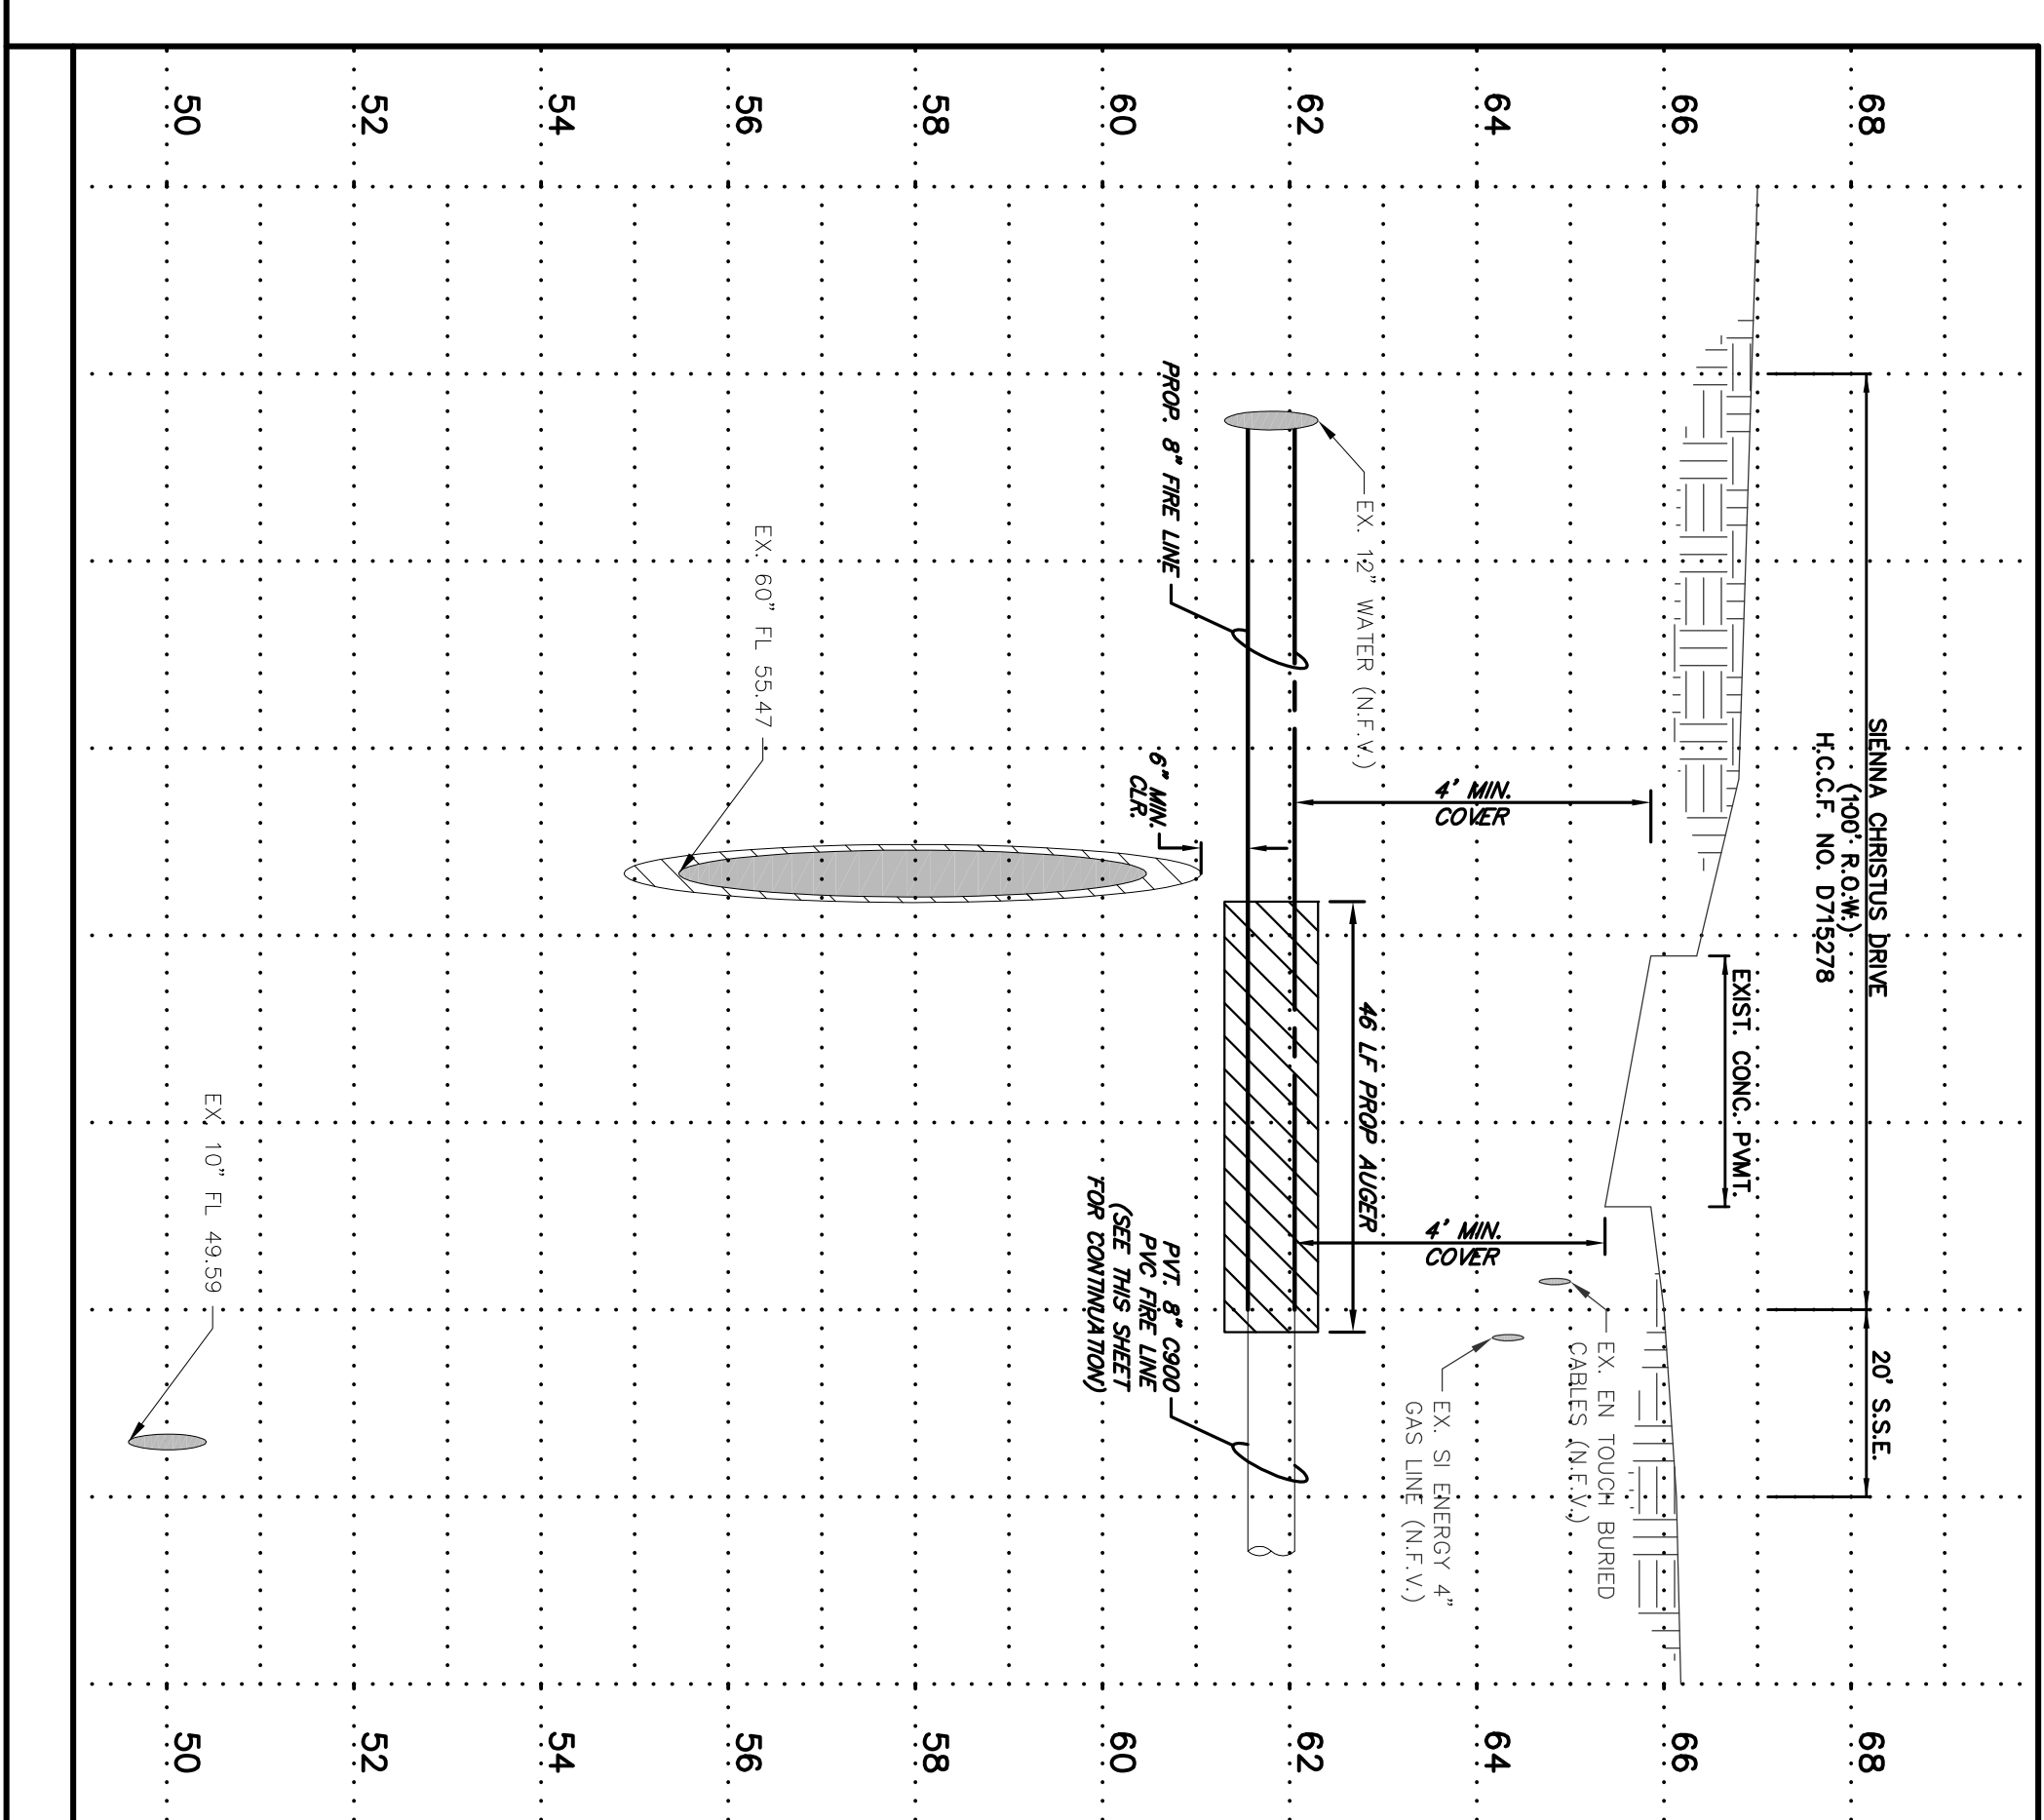 SIENNA CHRISTUS DRIVE
(100' R.O.W.)
H.C.C.F. NO. D715278
20' S.S.E.
EXIST. CONC. PVMT.
68
68
66
66
64
64
62
62
60
60
58
58
56
56
54
54
52
52
50
50
4' MIN.
COVER
4' MIN.
COVER
EX. EN TOUCH BURIED
CABLES (N.F.V.)
EX. SI ENERGY 4"
GAS LINE (N.F.V.)
EX. 12" WATER (N.F.V.)
46 LF PROP AUGER
PROP. 8" FIRE LINE
6" MIN.
CLR.
PVT. 8" C900
PVC FIRE LINE
(SEE THIS SHEET
FOR CONTINUATION)
EX. 60" FL 55.47
EX. 10" FL 49.59